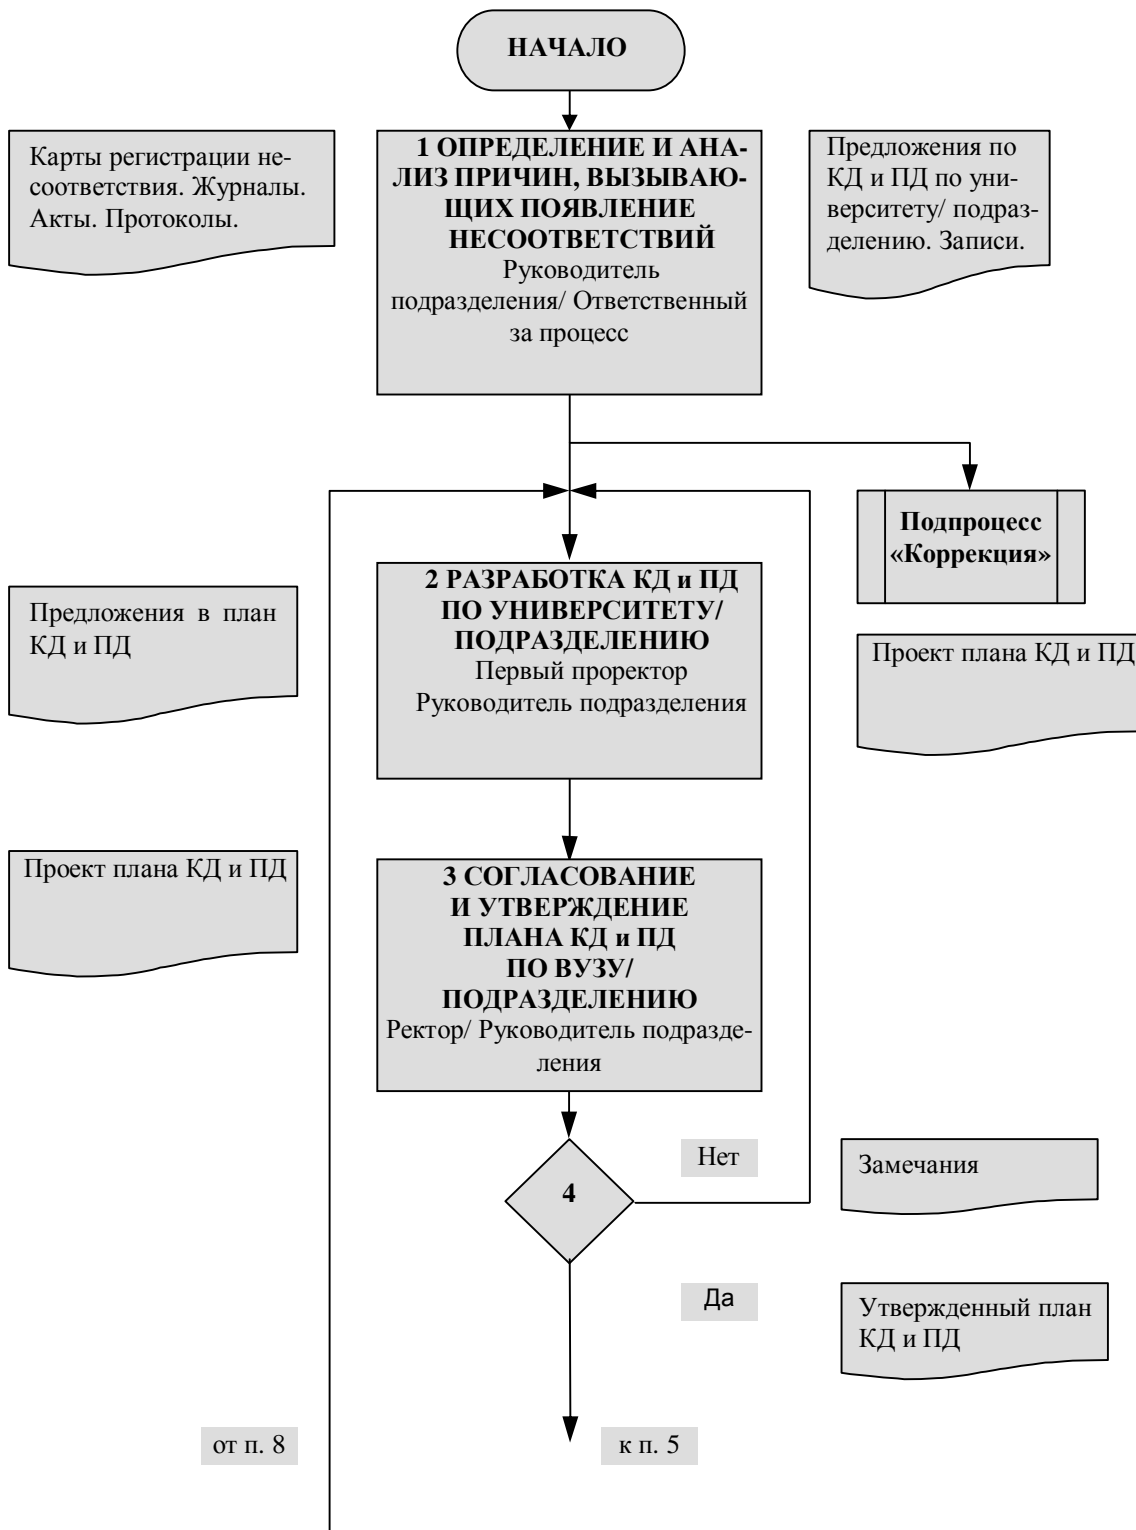 НАЧАЛО
Карты регистрации не-
соответствия. Журналы.
Акты. Протоколы.
1 ОПРЕДЕЛЕНИЕ И АНА-
ЛИЗ ПРИЧИН, ВЫЗЫВАЮ-
ЩИХ ПОЯВЛЕНИЕ
НЕСООТВЕТСТВИЙ
Руководитель
подразделения/ Ответственный
за процесс
Предложения по
КД и ПД по уни-
верситету/ подраз-
делению. Записи.
Подпроцесс
«Коррекция»
Предложения в план
КД и ПД
2 РАЗРАБОТКА КД и ПД
ПО УНИВЕРСИТЕТУ/
ПОДРАЗДЕЛЕНИЮ
Первый проректор
Руководитель подразделения
Проект плана КД и ПД
Проект плана КД и ПД
3 СОГЛАСОВАНИЕ
И УТВЕРЖДЕНИЕ
ПЛАНА КД и ПД
ПО ВУЗУ/
ПОДРАЗДЕЛЕНИЮ
Ректор/ Руководитель подразде-
ления
4
Нет
Замечания
Да
Утвержденный план
КД и ПД
от п. 8
к п. 5